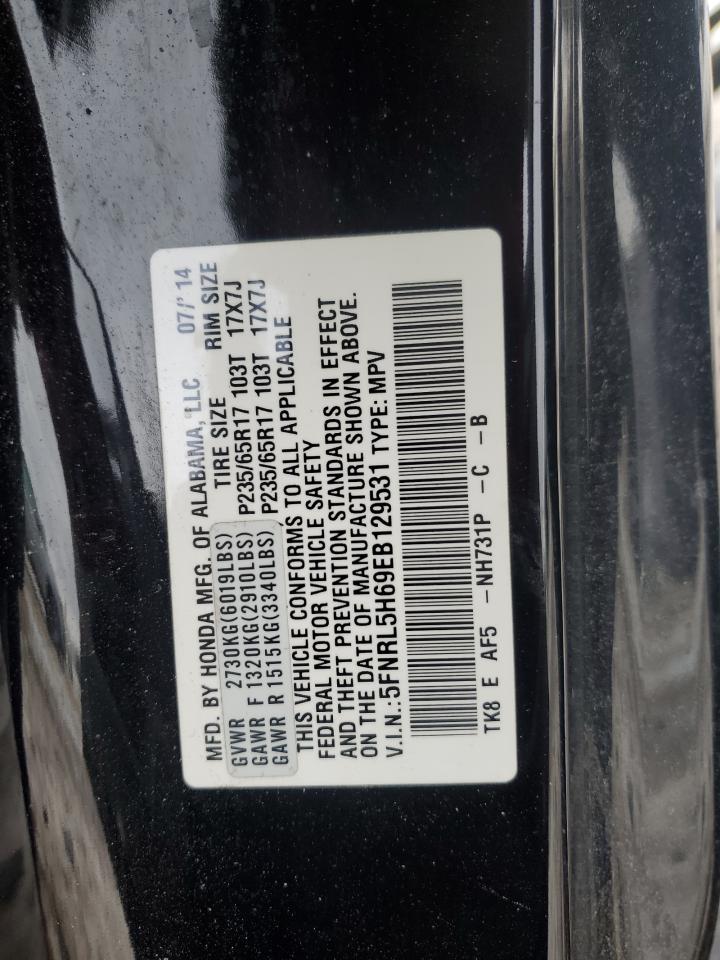 MFD. BY HONDA MFG. OF ALABAMA, LLC 07/' 14
GVWR 2730KG(6019LBS) TIRE SIZE RIM SIZE
GAWR F 1320KG(2910LBS) P235/65R17 103T 17X7J
GAWR R 1515KG(3340LBS) P235/65R17 103T 17X7J
THIS VEHICLE CONFORMS TO ALL APPLICABLE
FEDERAL MOTOR VEHICLE SAFETY
AND THEFT PREVENTION STANDARDS IN EFFECT
ON THE DATE OF MANUFACTURE SHOWN ABOVE.
V.I.N.:5FNRL5H69EB129531 TYPE: MPV
TK8 E AF5 -NH731P -C -B